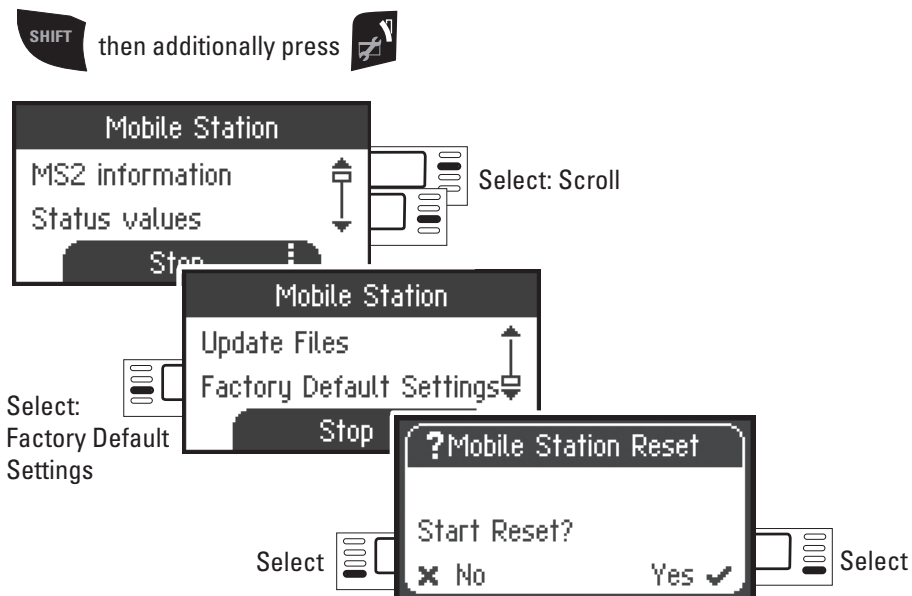 SHIFT then additionally press
Mobile Station
MS2 information
Status values
Stop
Select: Scroll
Mobile Station
Update Files
Factory Default Settings
Stop
Select:
Factory Default
Settings
?Mobile Station Reset
Start Reset?
✖ No Yes ✔
Select
Select